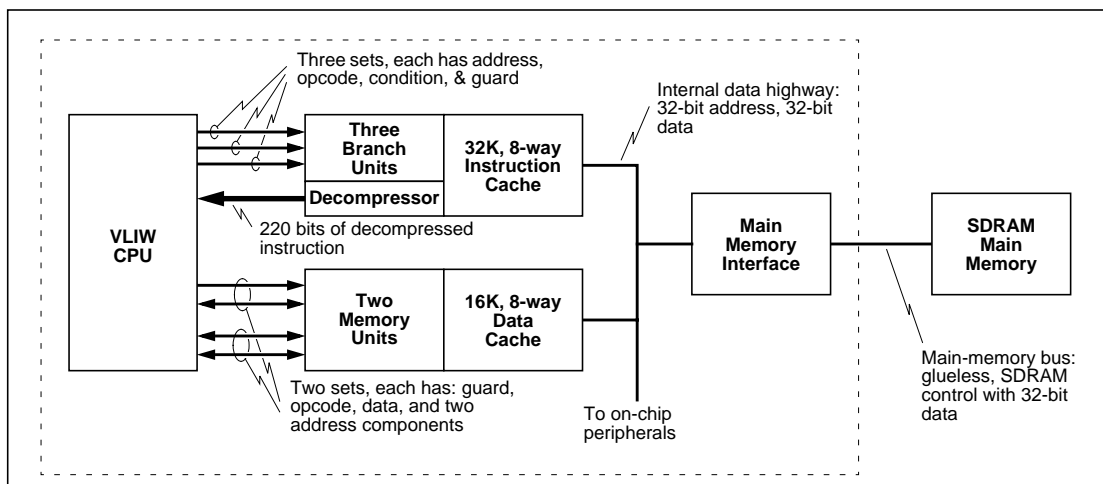 Three sets, each has address,
opcode, condition, & guard
Internal data highway:
32-bit address, 32-bit
data
Three
Branch
Units
32K, 8-way
Instruction
Cache
Decompressor
220 bits of decompressed
instruction
VLIW
CPU
Main
Memory
Interface
SDRAM
Main
Memory
Two
Memory
Units
16K, 8-way
Data
Cache
Main-memory bus:
glueless, SDRAM
control with 32-bit
data
Two sets, each has: guard,
opcode, data, and two
address components
To on-chip
peripherals